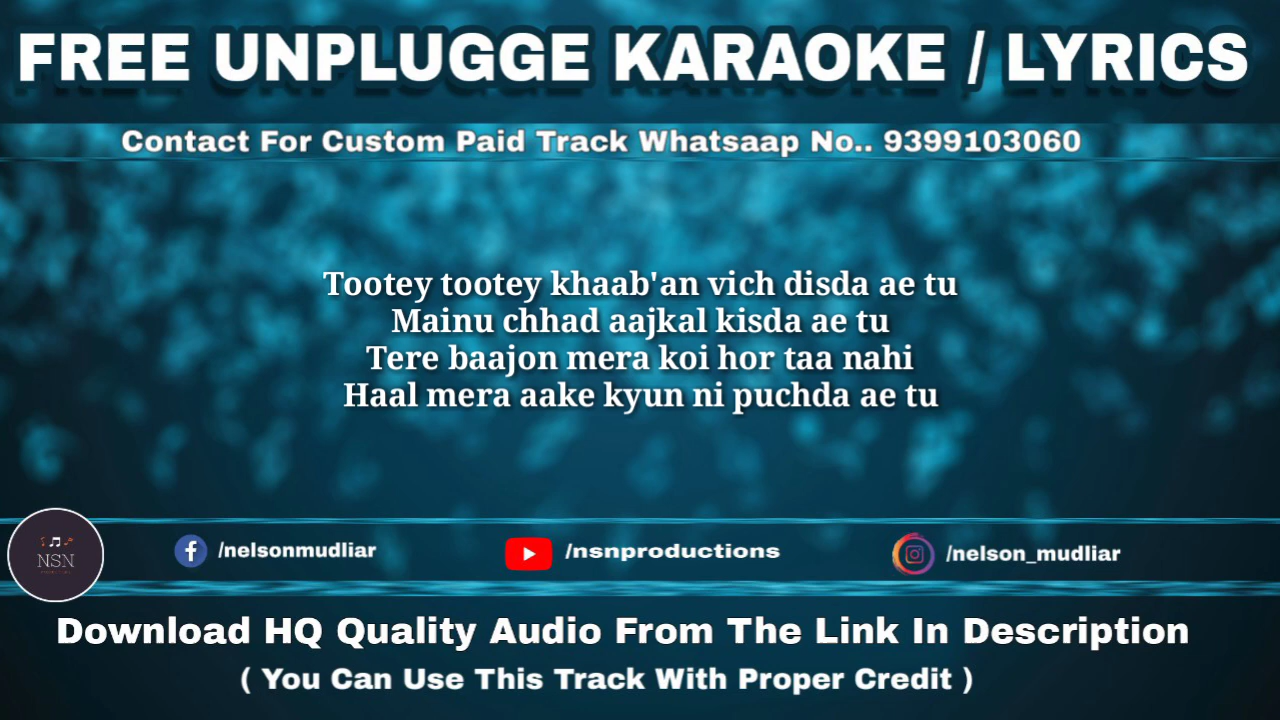 FREE UNPLUGGE KARAOKE / LYRICS
Contact For Custom Paid Track Whatsaap No.. 9399103060
Tootey tootey khaab'an vich disda ae tu
Mainu chhad aajkal kisda ae tu
Tere baajon mera koi hor taa nahi
Haal mera aake kyun ni puchda ae tu
NSN
/nelsonmudliar
/nsnproductions
/nelson_mudliar
Download HQ Quality Audio From The Link In Description
( You Can Use This Track With Proper Credit )